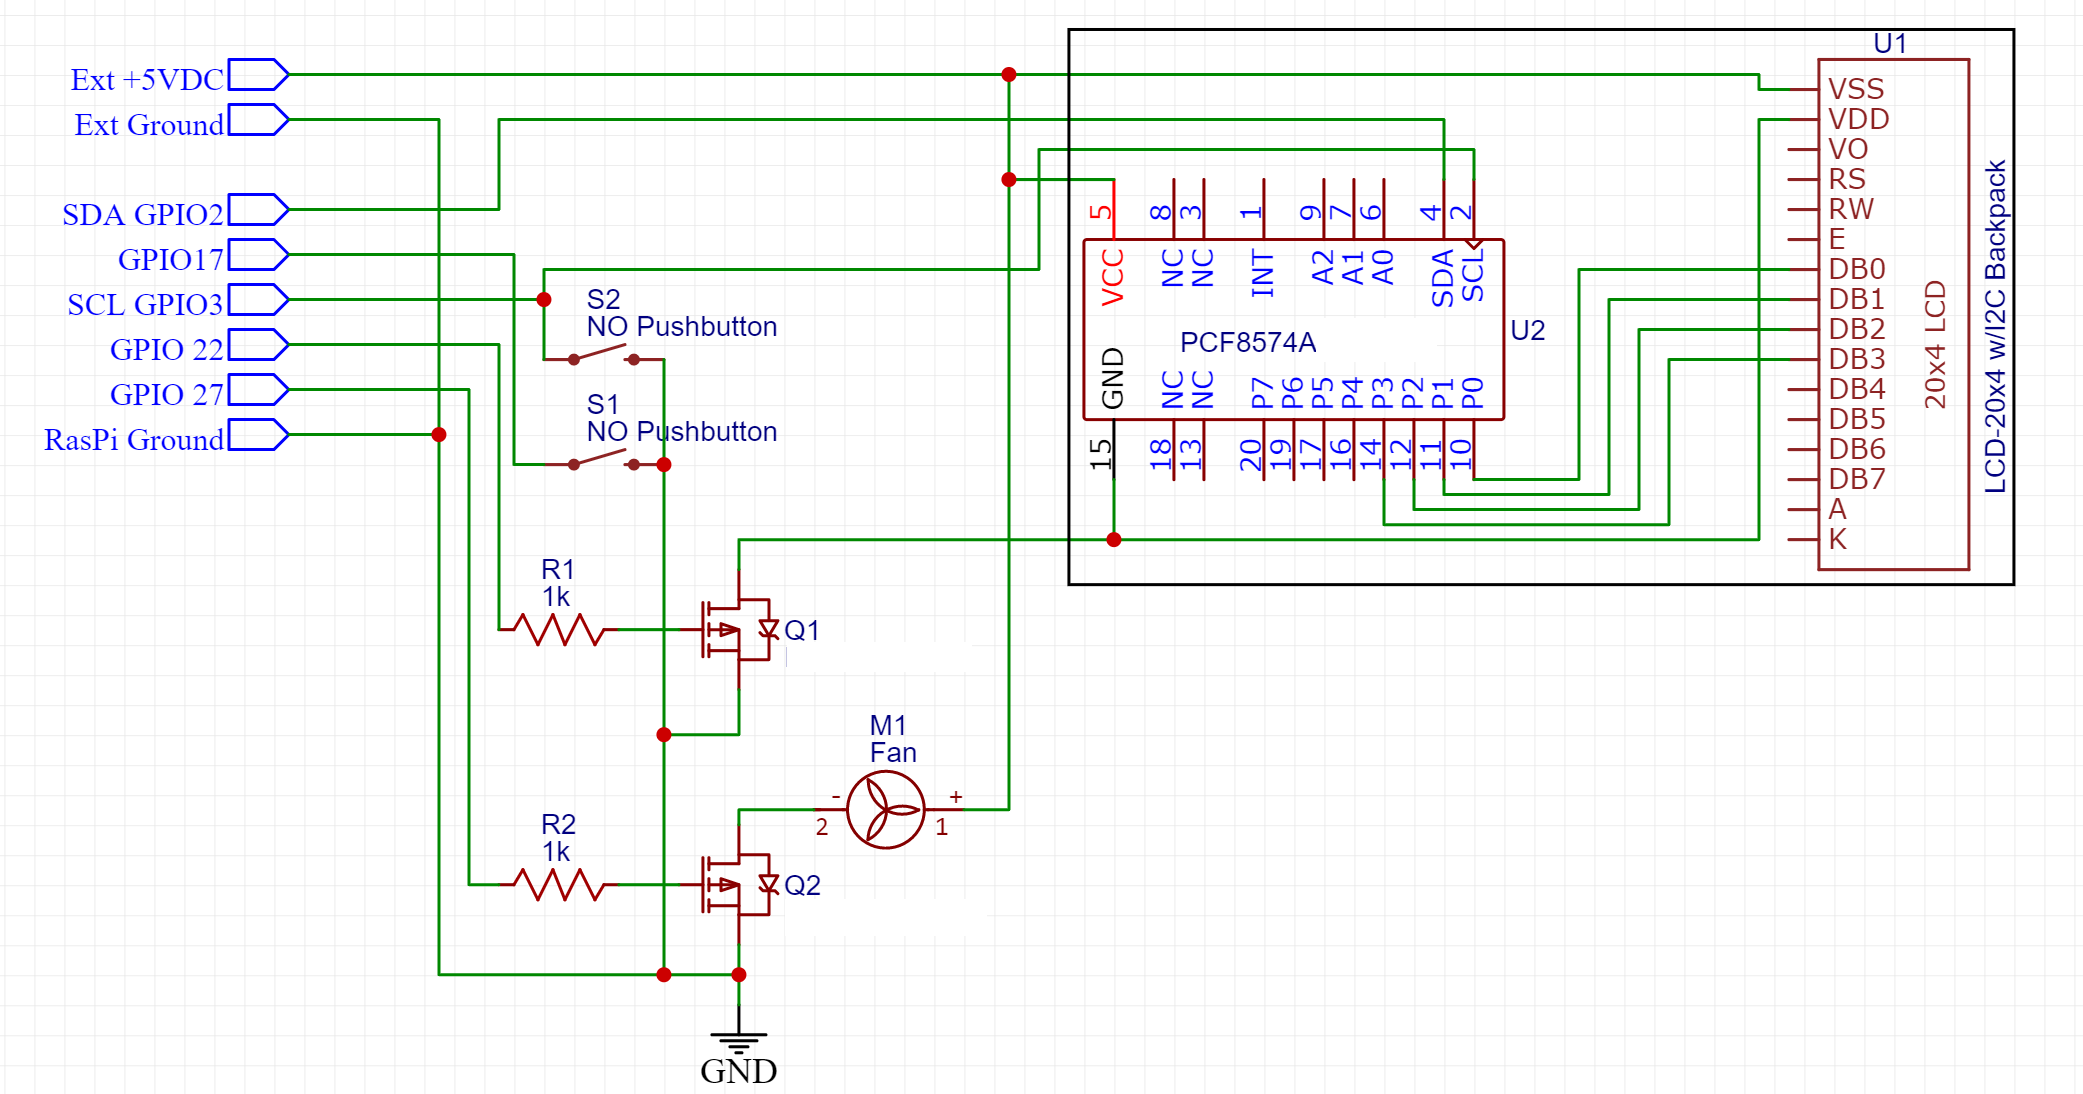 Ext +5VDC
Ext Ground
SDA GPIO2
GPIO17
SCL GPIO3
GPIO 22
GPIO 27
RasPi Ground
S2
NO Pushbutton
S1
NO Pushbutton
R1
1k
Q1
M1
Fan
- +
2 1
R2
1k
Q2
GND
5 8 3 1 9 7 6 4 2
VCC NC NC INT A2 A1 A0 SDA SCL
PCF8574A
U2
GND NC NC P7 P6 P5 P4 P3 P2 P1 P0
15 18 13 20 19 17 16 14 12 11 10
U1
VSS
VDD
VO
RS
RW
E
DB0
DB1
DB2
DB3
DB4
DB5
DB6
DB7
A
K
20x4 LCD
LCD-20x4 w/I2C Backpack